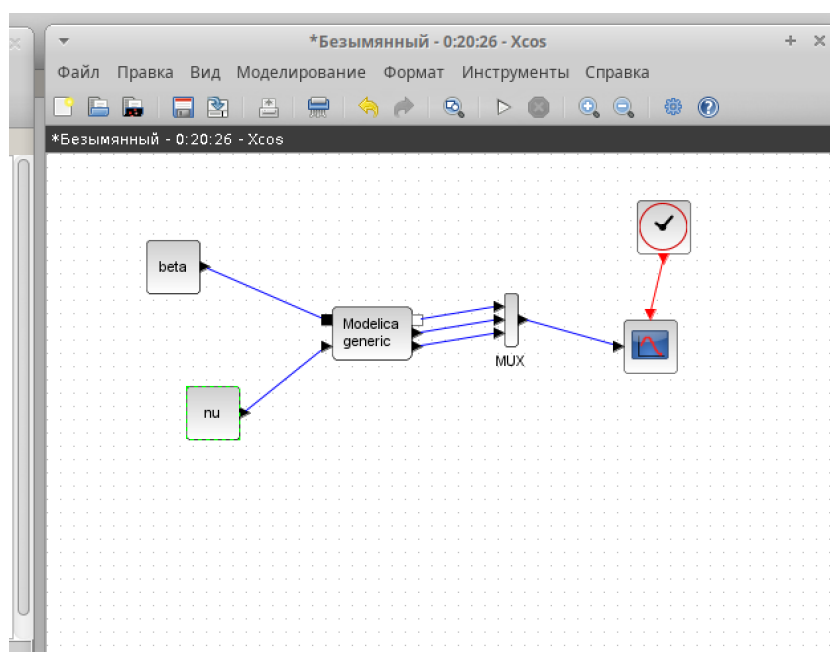 *Безымянный - 0:20:26 - Xcos
Файл Правка Вид Моделирование Формат Инструменты Справка
*Безымянный - 0:20:26 - Xcos
beta
Modelica
generic
MUX
nu